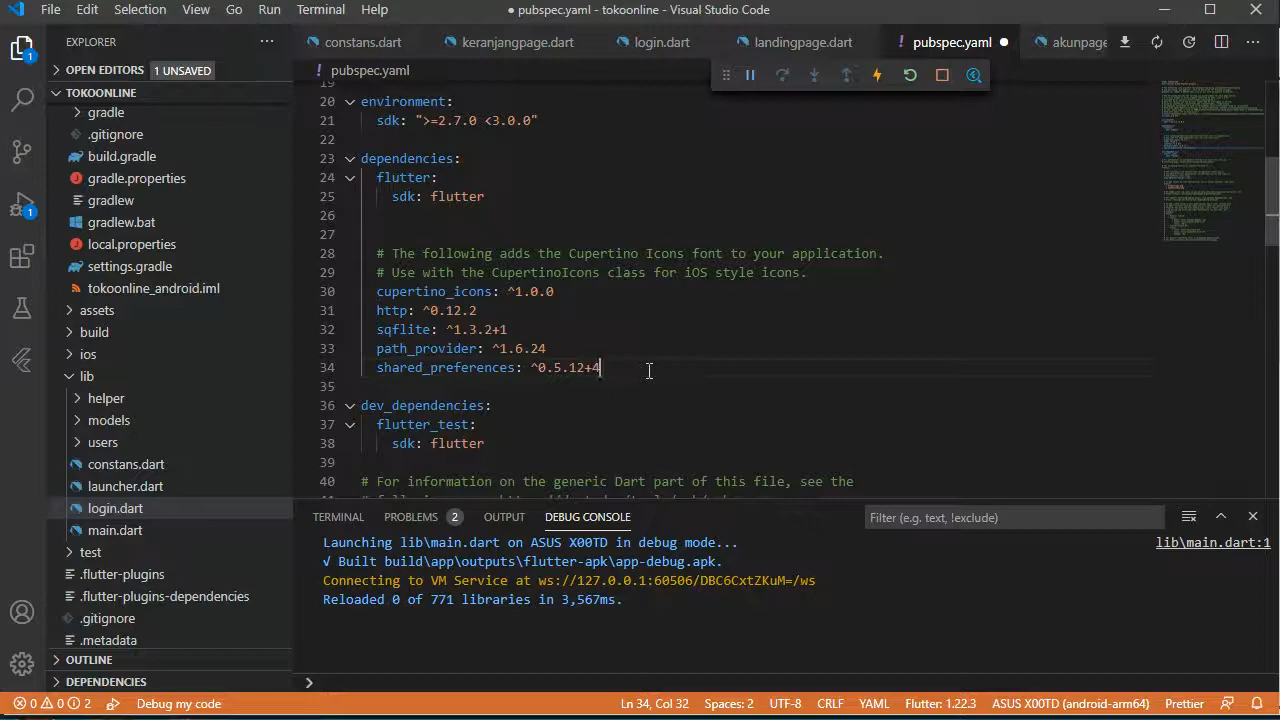 File Edit Selection View Go Run Terminal Help
● pubspec.yaml - tokoonline - Visual Studio Code
EXPLORER
OPEN EDITORS 1 UNSAVED
TOKOONLINE
gradle
.gitignore
build.gradle
gradle.properties
gradlew
gradlew.bat
local.properties
settings.gradle
tokoonline_android.iml
assets
build
ios
lib
helper
models
users
constans.dart
launcher.dart
login.dart
main.dart
test
.flutter-plugins
.flutter-plugins-dependencies
.gitignore
.metadata
OUTLINE
DEPENDENCIES
1
1
constans.dart keranjangpage.dart login.dart landingpage.dart ! pubspec.yaml ● akunpage
! pubspec.yaml
19
20 environment:
21 sdk: ">=2.7.0 <3.0.0"
22
23 dependencies:
24 flutter:
25 sdk: flutter
26
27
28 # The following adds the Cupertino Icons font to your application.
29 # Use with the CupertinoIcons class for iOS style icons.
30 cupertino_icons: ^1.0.0
31 http: ^0.12.2
32 sqflite: ^1.3.2+1
33 path_provider: ^1.6.24
34 shared_preferences: ^0.5.12+4
35
36 dev_dependencies:
37 flutter_test:
38 sdk: flutter
39
40 # For information on the generic Dart part of this file, see the
TERMINAL PROBLEMS 2 OUTPUT DEBUG CONSOLE
Filter (e.g. text, !exclude)
Launching lib\main.dart on ASUS X00TD in debug mode...
lib\main.dart:1
√ Built build\app\outputs\flutter-apk\app-debug.apk.
Connecting to VM Service at ws://127.0.0.1:60506/DBC6CxtZKuM=/ws
Reloaded 0 of 771 libraries in 3,567ms.
0 0 2 Debug my code
Ln 34, Col 32 Spaces: 2 UTF-8 CRLF YAML Flutter: 1.22.3 ASUS X00TD (android-arm64) Prettier